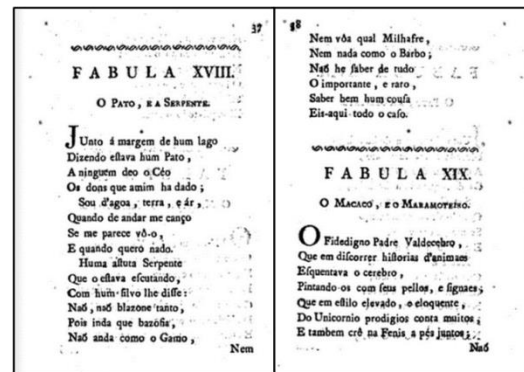 37
FABULA XVIII.
O PATO, E A SERPENTE.
JUnto á margem de hum lago
Dizendo eſtava hum Pato,
A ninguem deo o Céo
Os dons que amim ha dado;
Sou d'agoa, terra, e ár,
Quando de andar me canço
Se me parece vô-o,
E quando quero nado.
Huma aſtuta Serpente
Que o eſtava eſcutando,
Com hum ſilvo lhe diſſe:
Naõ, naõ blazone tanto,
Pois inda que bazofia,
Naõ anda como o Gamo,
Nem
38
Nem vôa qual Milhafre,
Nem nada como o Barbo;
Naõ he ſaber de tudo
O importante, e raro,
Saber bem hum couſa
Eis-aqui todo o caſo.
FABULA XIX.
O MACACO, E O MARAMOTEINO.
O Fidedigno Padre Valdecebro,
Que em diſcorrer hiſtorias d'animaes
Eſquentava o cerebro,
Pintando-os com ſeus pellos, e ſignaes;
Que em eſtilo elevado, e eloquente,
Do Unicornio prodigios conta muitos;
E tambem crê na Fenis a pés juntos;
Naõ